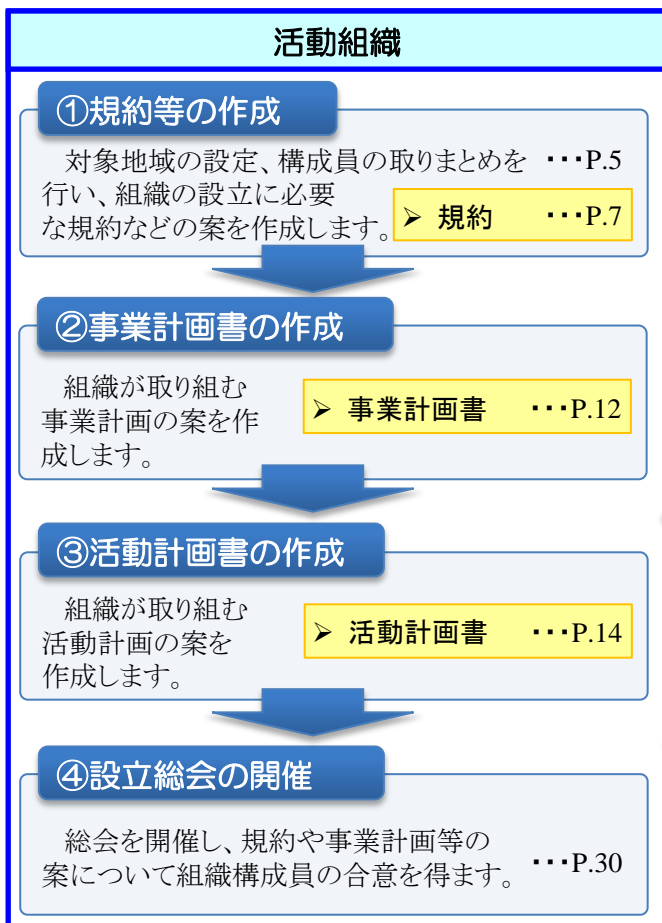 活動組織
①規約等の作成
対象地域の設定、構成員の取りまとめを ・・・P.5
行い、組織の設立に必要
な規約などの案を作成します。
➢ 規約 ・・・P.7
②事業計画書の作成
組織が取り組む
事業計画の案を作
成します。
➢ 事業計画書 ・・・P.12
③活動計画書の作成
組織が取り組む
活動計画の案を
作成します。
➢ 活動計画書 ・・・P.14
④設立総会の開催
総会を開催し、規約や事業計画等の
案について組織構成員の合意を得ます。 ・・・P.30